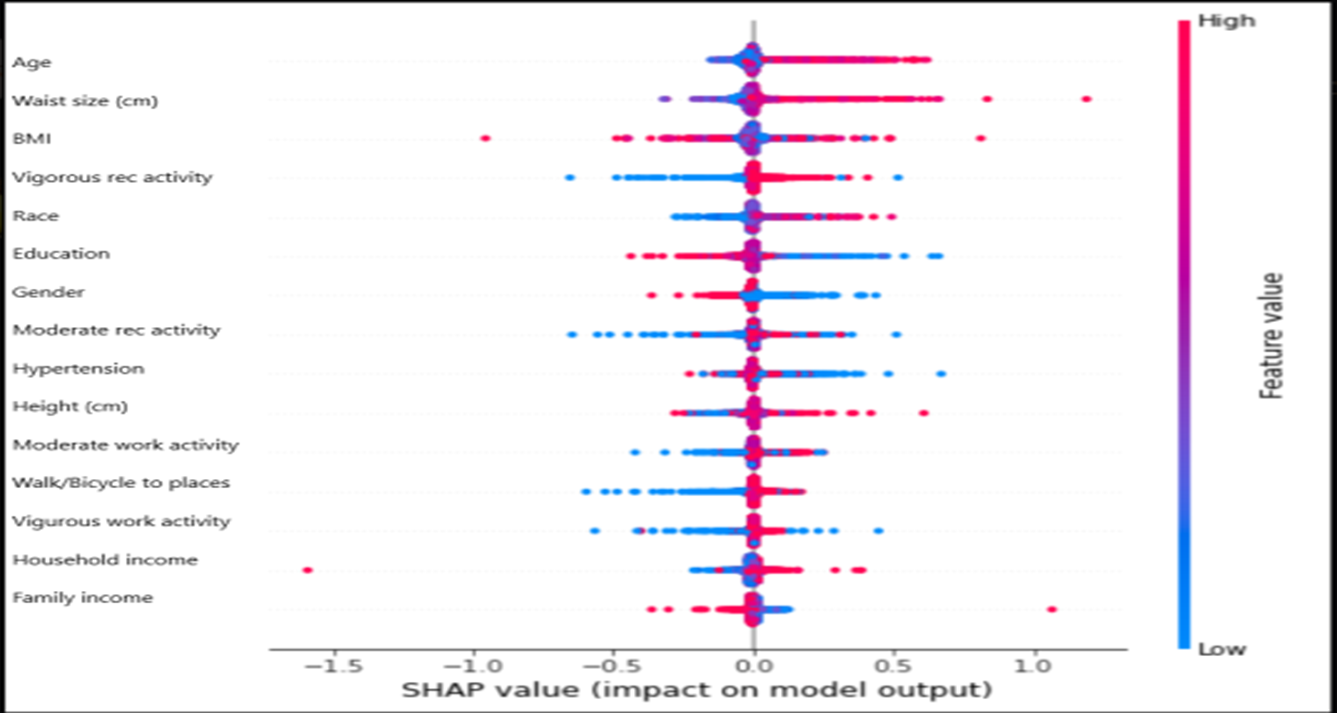 High
Age
Waist size (cm)
BMI
Vigorous rec activity
Race
Education
Gender
Moderate rec activity
Hypertension
Height (cm)
Moderate work activity
Walk/Bicycle to places
Vigurous work activity
Household income
Family income
Feature value
Low
−1.5 −1.0 −0.5 0.0 0.5 1.0
SHAP value (impact on model output)